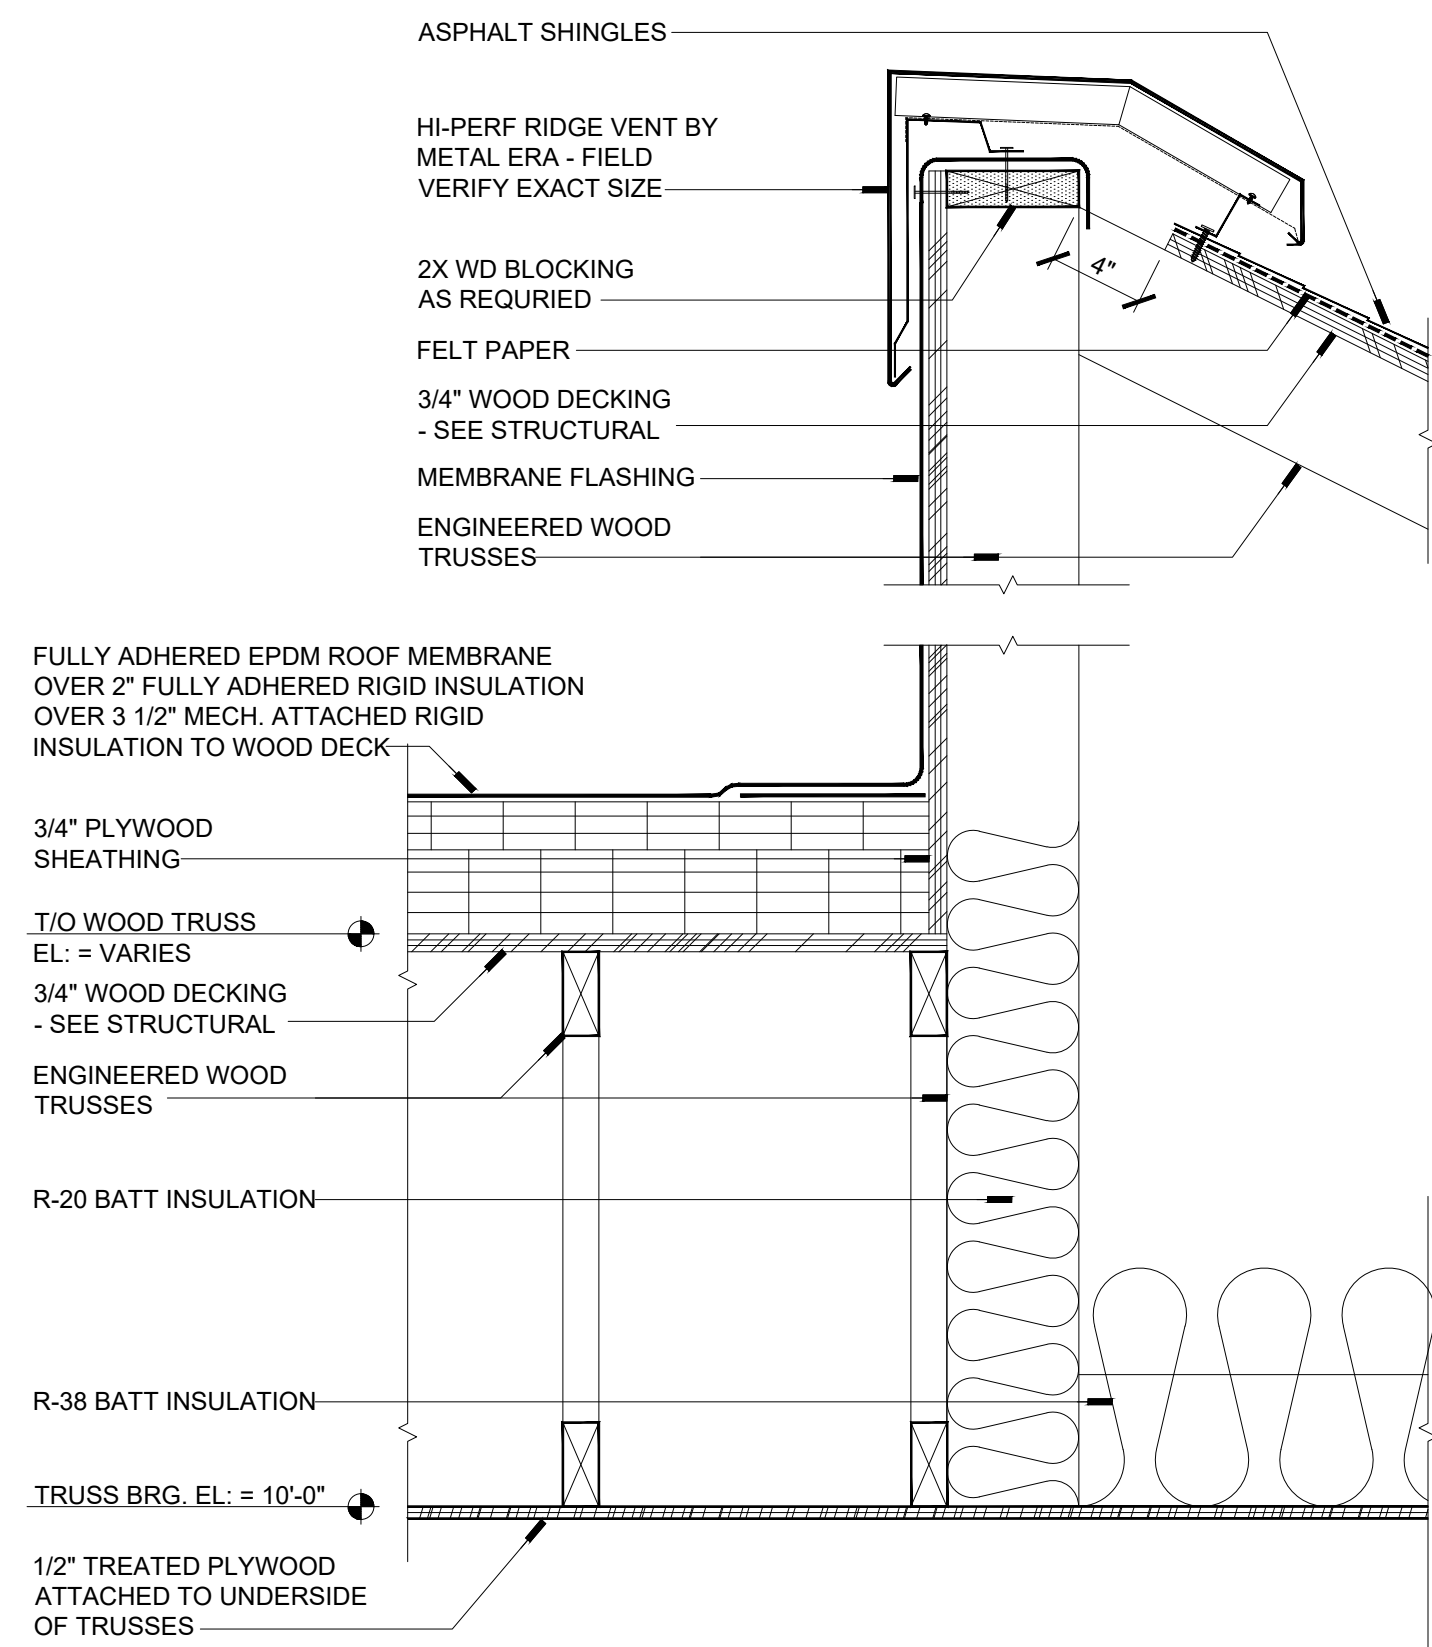 ASPHALT SHINGLES
HI-PERF RIDGE VENT BY
METAL ERA - FIELD
VERIFY EXACT SIZE
2X WD BLOCKING
AS REQURIED
4"
FELT PAPER
3/4" WOOD DECKING
- SEE STRUCTURAL
MEMBRANE FLASHING
ENGINEERED WOOD
TRUSSES
FULLY ADHERED EPDM ROOF MEMBRANE
OVER 2" FULLY ADHERED RIGID INSULATION
OVER 3 1/2" MECH. ATTACHED RIGID
INSULATION TO WOOD DECK
3/4" PLYWOOD
SHEATHING
T/O WOOD TRUSS
EL: = VARIES
3/4" WOOD DECKING
- SEE STRUCTURAL
ENGINEERED WOOD
TRUSSES
R-20 BATT INSULATION
R-38 BATT INSULATION
TRUSS BRG. EL: = 10'-0"
1/2" TREATED PLYWOOD
ATTACHED TO UNDERSIDE
OF TRUSSES